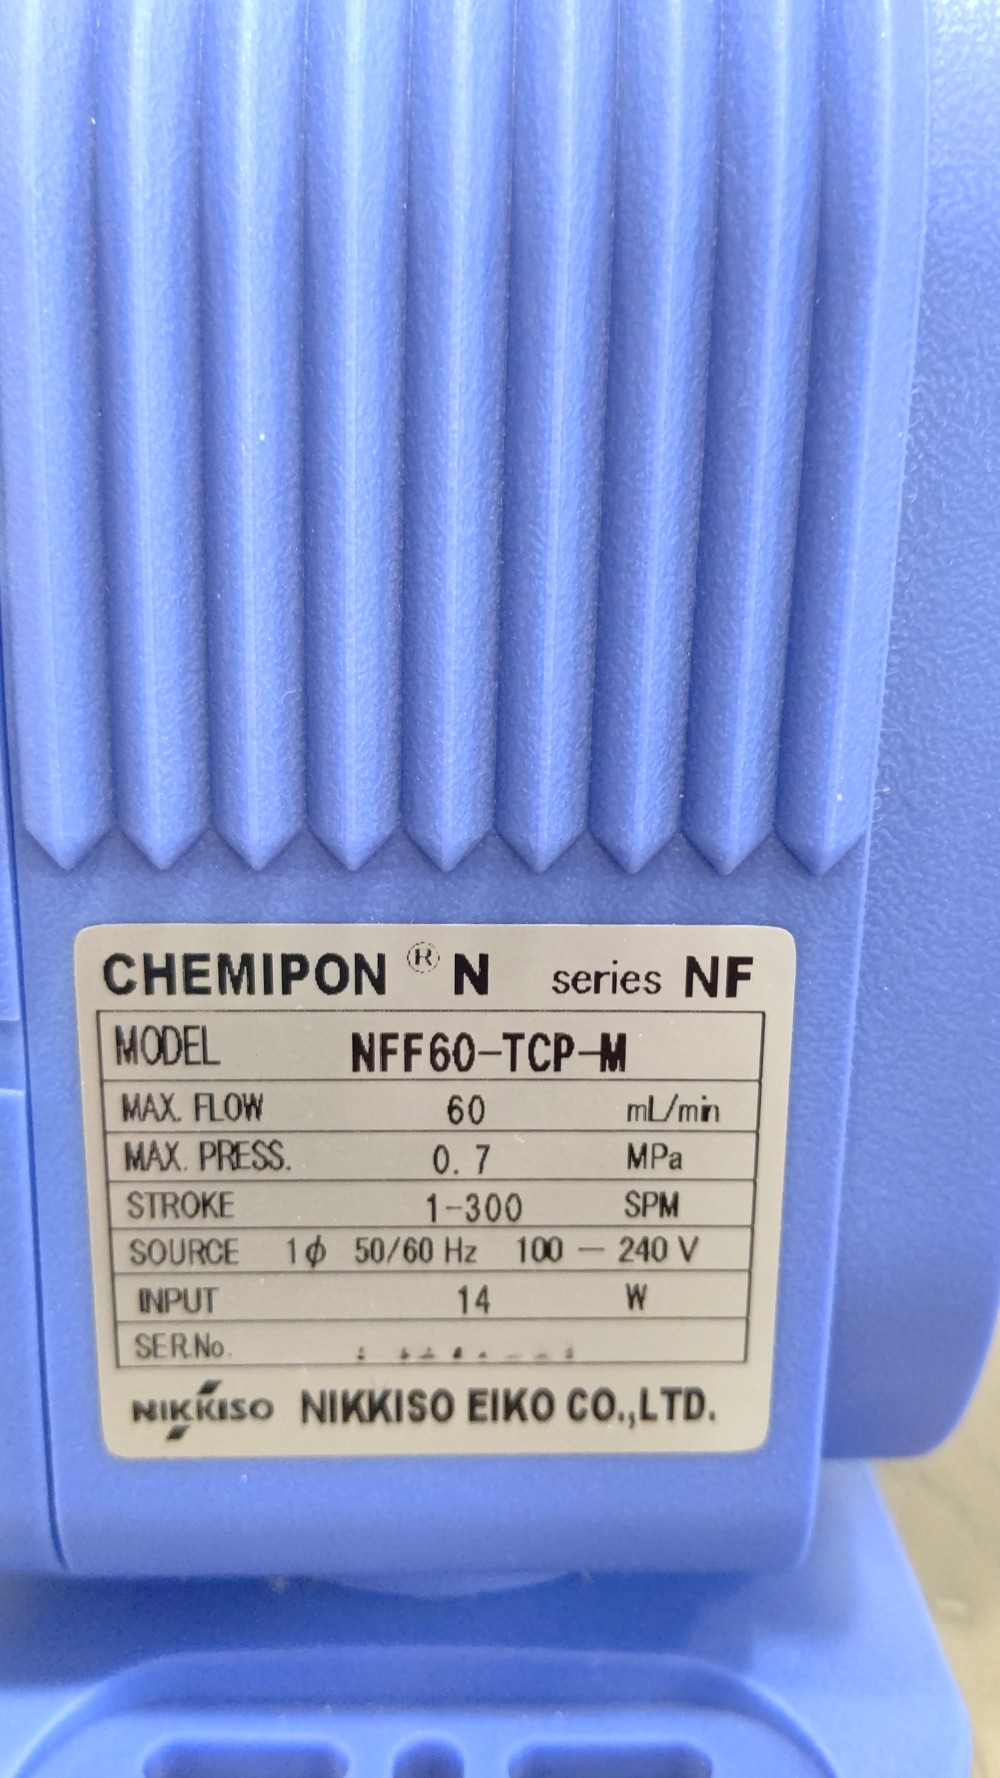 CHEMIPON ® N series NF
MODEL NFF60-TCP-M
MAX. FLOW 60 mL/min
MAX. PRESS. 0.7 MPa
STROKE 1-300 SPM
SOURCE 1ϕ 50/60 Hz 100 — 240 V
INPUT 14 W
SER.No.
NIKKISO NIKKISO EIKO CO.,LTD.